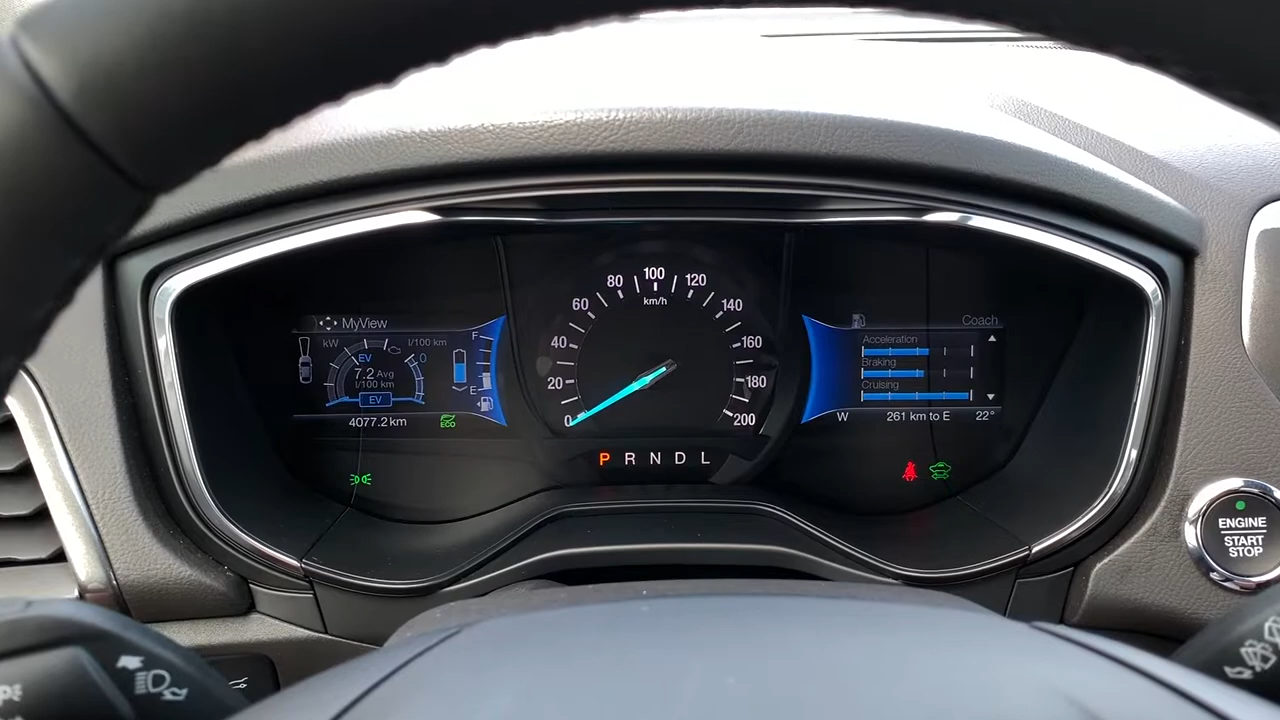 MyView
kW
l/100 km
EV
0
7.2 Avg
l/100 km
EV
F
E
4077.2 km
ECO
0
20
40
60
80
100
120
140
160
180
200
km/h
P R N D L
Coach
Acceleration
Braking
Cruising
W 261 km to E 22°
ENGINE
START
STOP